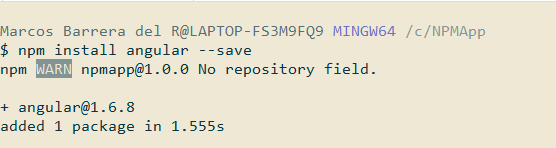 Marcos Barrera del R@LAPTOP-FS3M9FQ9 MINGW64 /c/NPMApp
$ npm install angular --save
npm WARN npmapp@1.0.0 No repository field.
+ angular@1.6.8
added 1 package in 1.555s